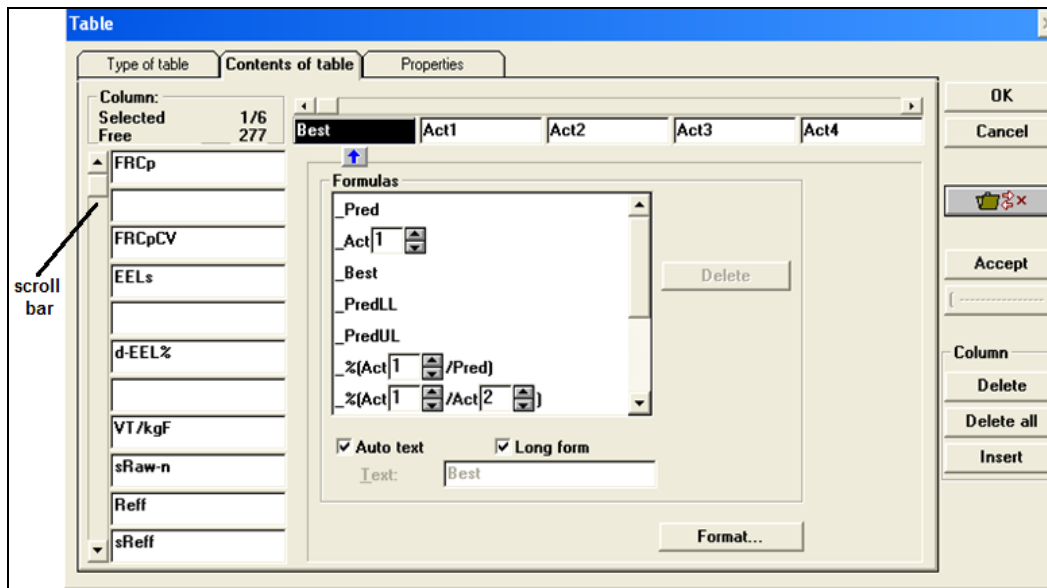 Table
Type of table
Contents of table
Properties
Column:
Selected 1/6
Free 277
Best
Act1
Act2
Act3
Act4
FRCp
FRCpCV
EELs
d-EEL%
VT/kgF
sRaw-n
Reff
sReff
scroll
bar
Formulas
_Pred
_Act 1
_Best
_PredLL
_PredUL
_%(Act 1 /Pred)
_%(Act 1 /Act 2 )
Delete
Auto text
Long form
Text: Best
Format...
OK
Cancel
Accept
Column
Delete
Delete all
Insert